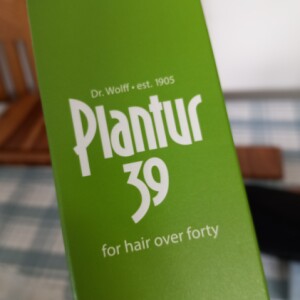 Dr. Wolff • est. 1905
Plantur
39
for hair over forty